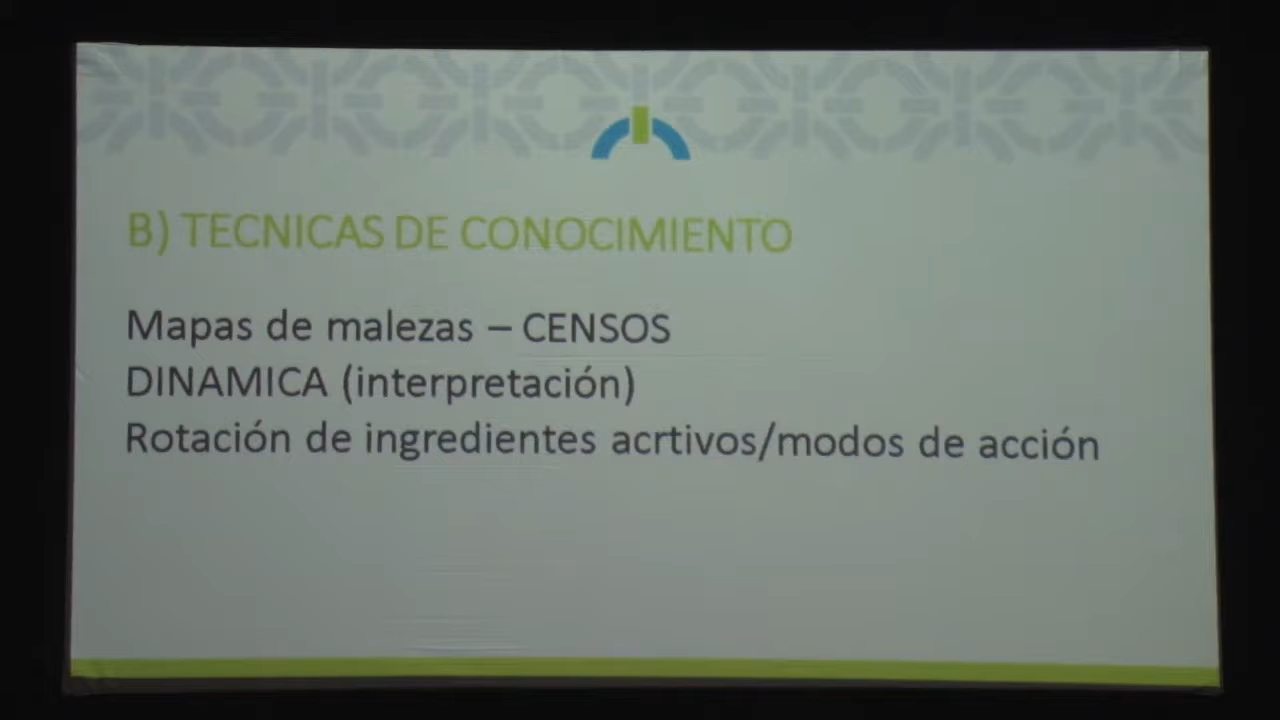 B) TECNICAS DE CONOCIMIENTO
Mapas de malezas – CENSOS
DINAMICA (interpretación)
Rotación de ingredientes acrtivos/modos de acción